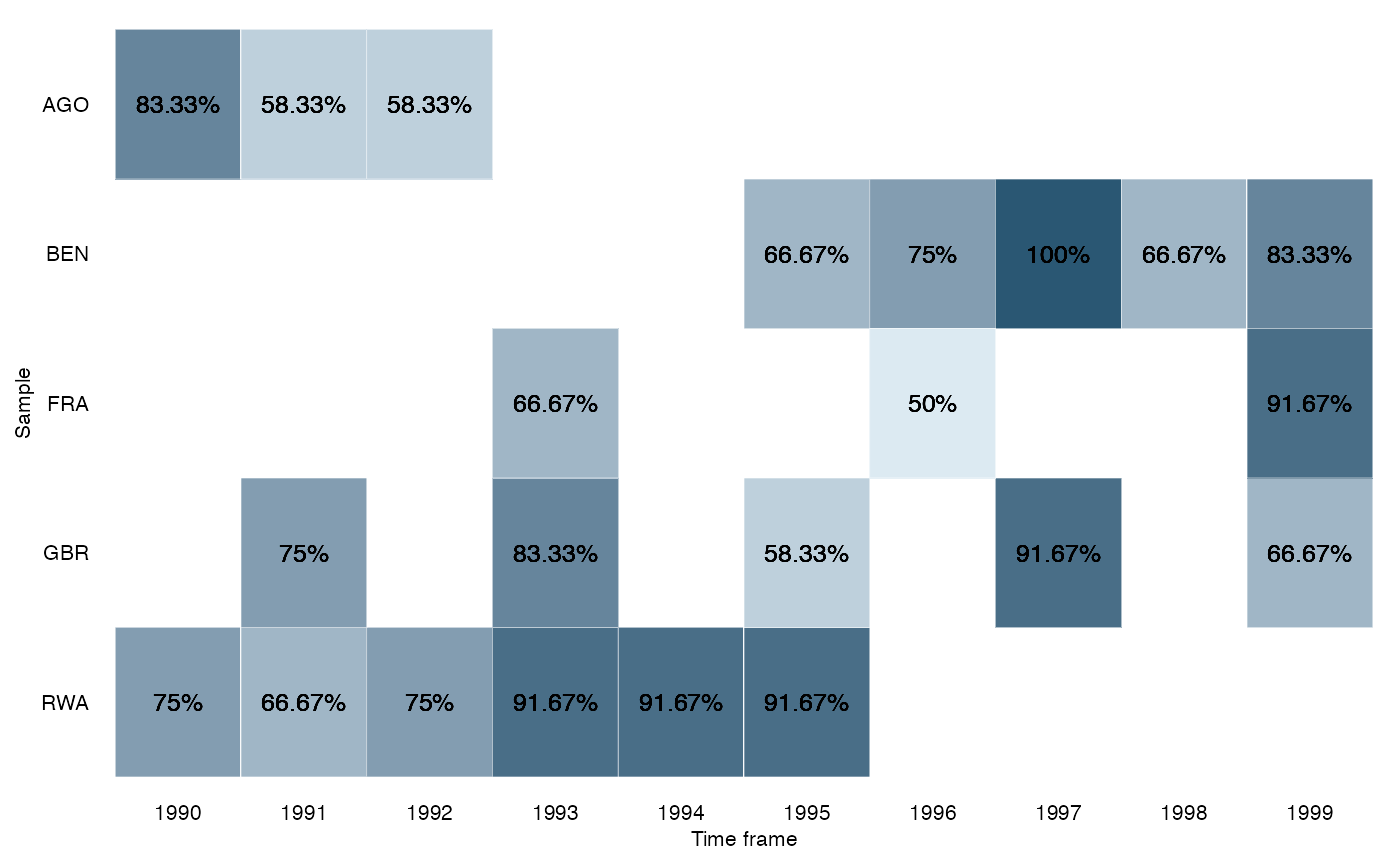 AGO 83.33% 58.33% 58.33%
BEN 66.67% 75% 100% 66.67% 83.33%
Sample
FRA 66.67% 50% 91.67%
GBR 75% 83.33% 58.33% 91.67% 66.67%
RWA 75% 66.67% 75% 91.67% 91.67% 91.67%
1990 1991 1992 1993 1994 1995 1996 1997 1998 1999
Time frame